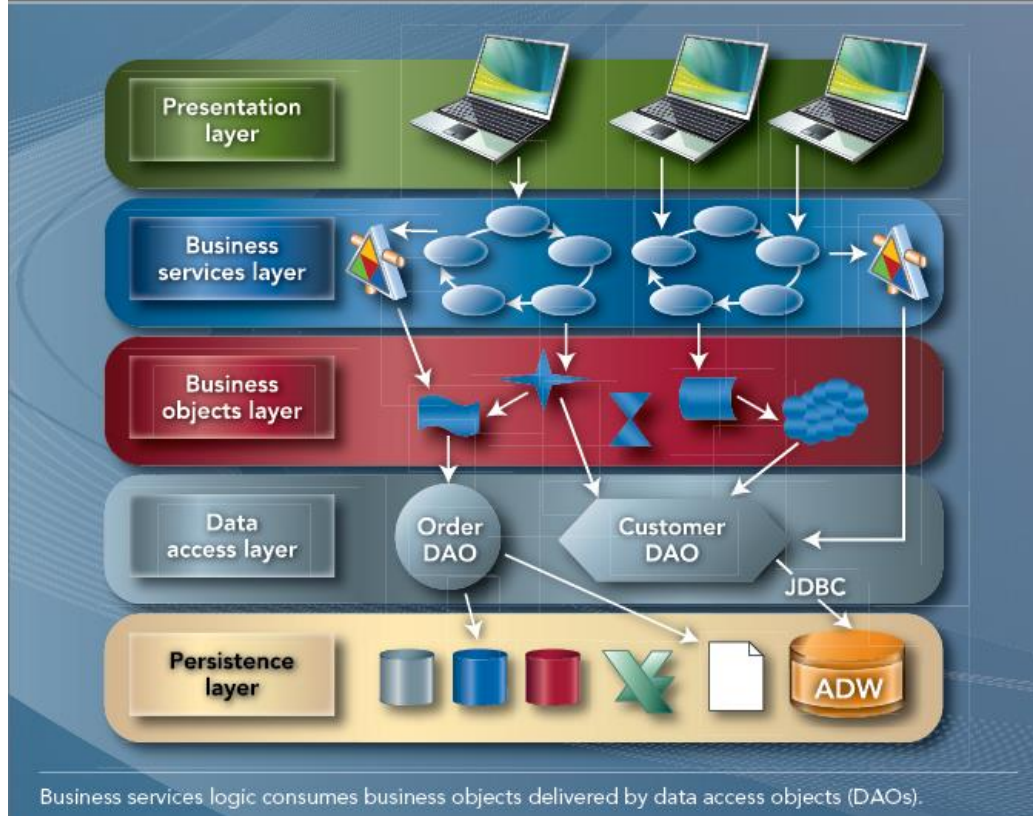 Presentation
layer
Business
services layer
Business
objects layer
Data
access layer
Order
DAO
Customer
DAO
JDBC
Persistence
layer
ADW
Business services logic consumes business objects delivered by data access objects (DAOs).